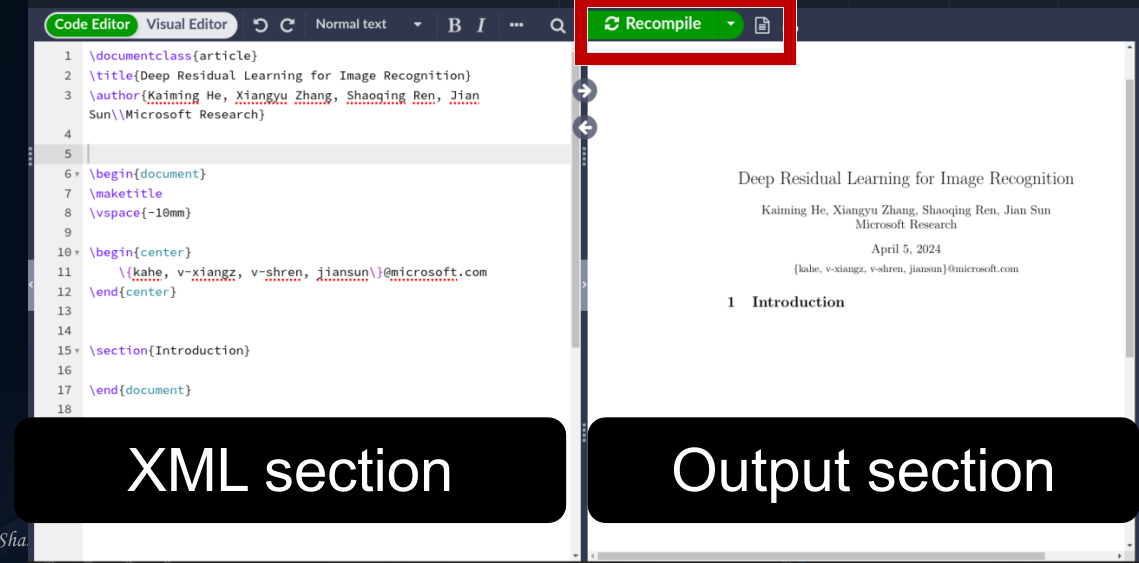 Code Editor Visual Editor Normal text B I ••• Recompile
1 \documentclass{article}
2 \title{Deep Residual Learning for Image Recognition}
3 \author{Kaiming He, Xiangyu Zhang, Shaoqing Ren, Jian
Sun\\Microsoft Research}
4
5
6 \begin{document}
7 \maketitle
8 \vspace{-10mm}
9
10 \begin{center}
11 \{kahe, v-xiangz, v-shren, jiansun\}@microsoft.com
12 \end{center}
13
14
15 \section{Introduction}
16
17 \end{document}
18
Deep Residual Learning for Image Recognition
Kaiming He, Xiangyu Zhang, Shaoqing Ren, Jian Sun
Microsoft Research
April 5, 2024
{kahe, v-xiangz, v-shren, jiansun}@microsoft.com
1 Introduction
XML section
Output section
Sha